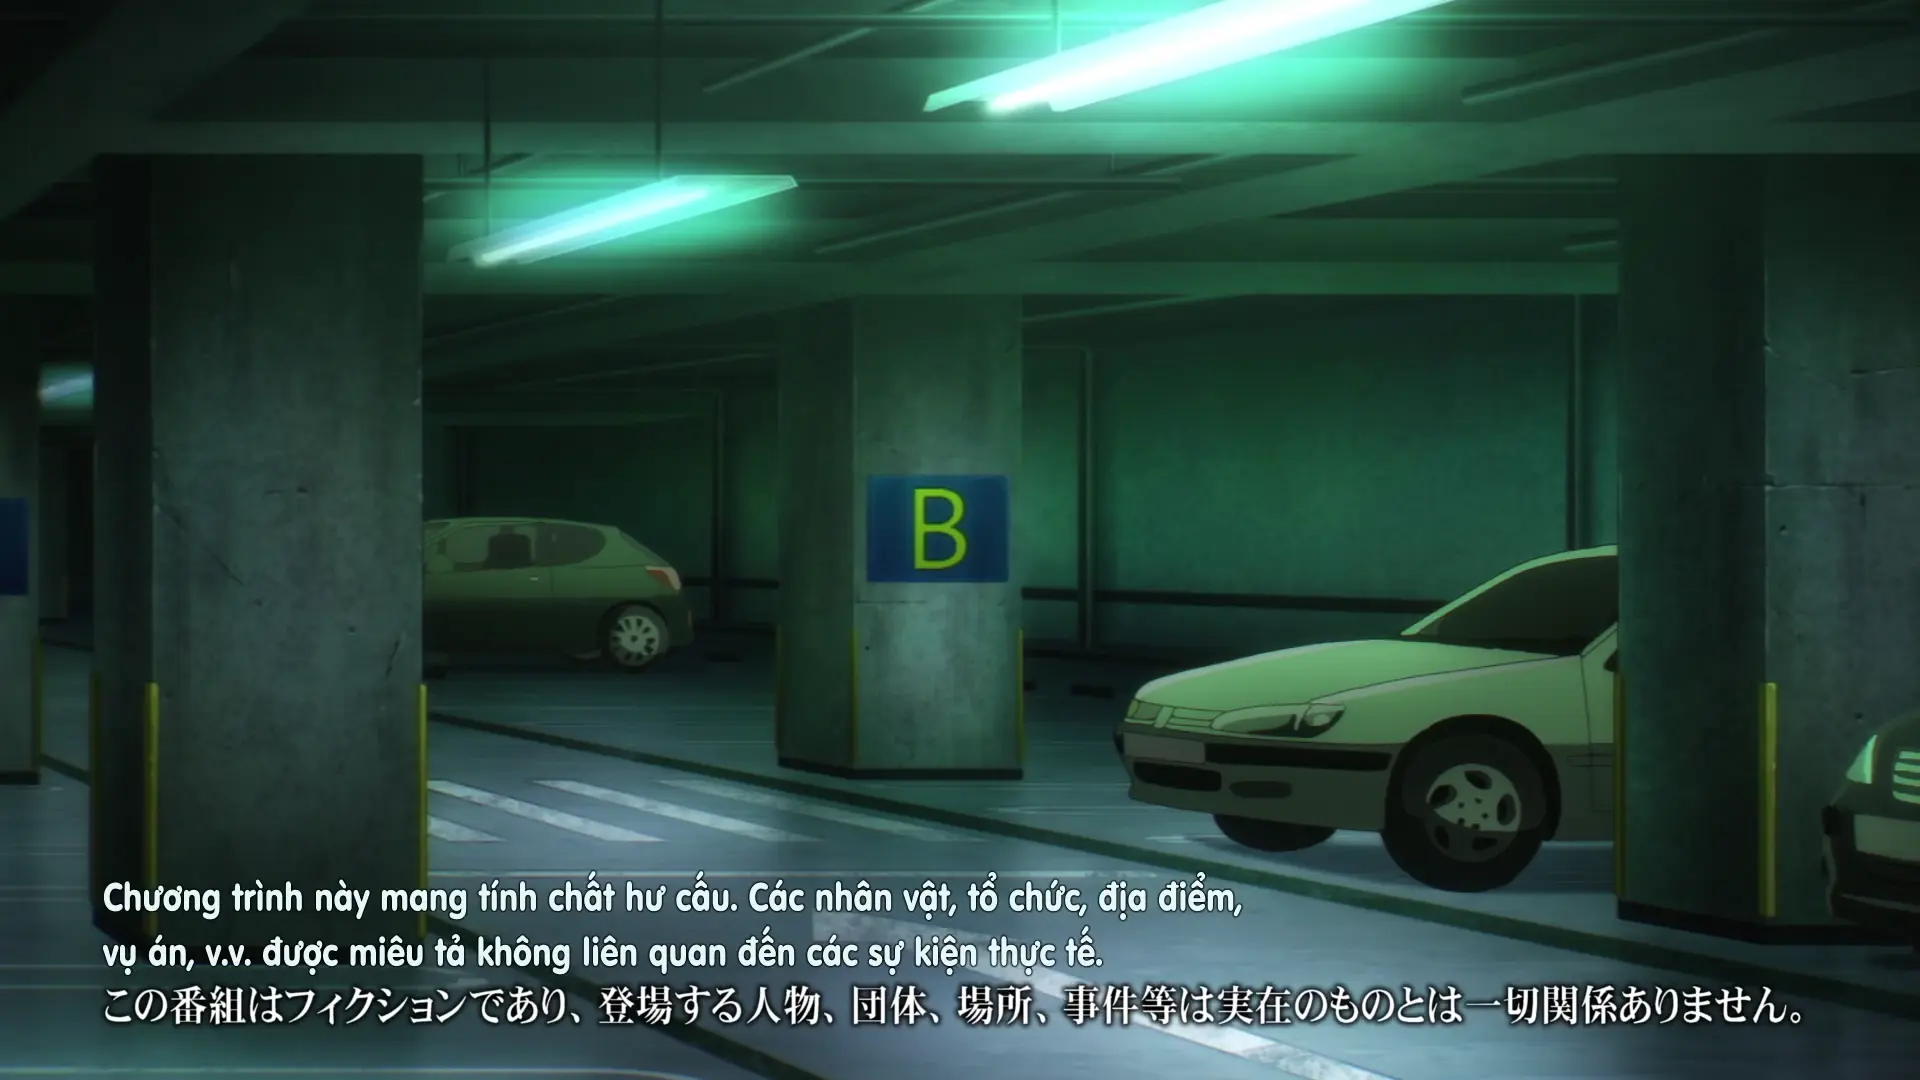 B
Chương trình này mang tính chất hư cấu. Các nhân vật, tổ chức, địa điểm,
vụ án, v.v. được miêu tả không liên quan đến các sự kiện thực tế.
この番組はフィクションであり、登場する人物、団体、場所、事件等は実在のものとは一切関係ありません。